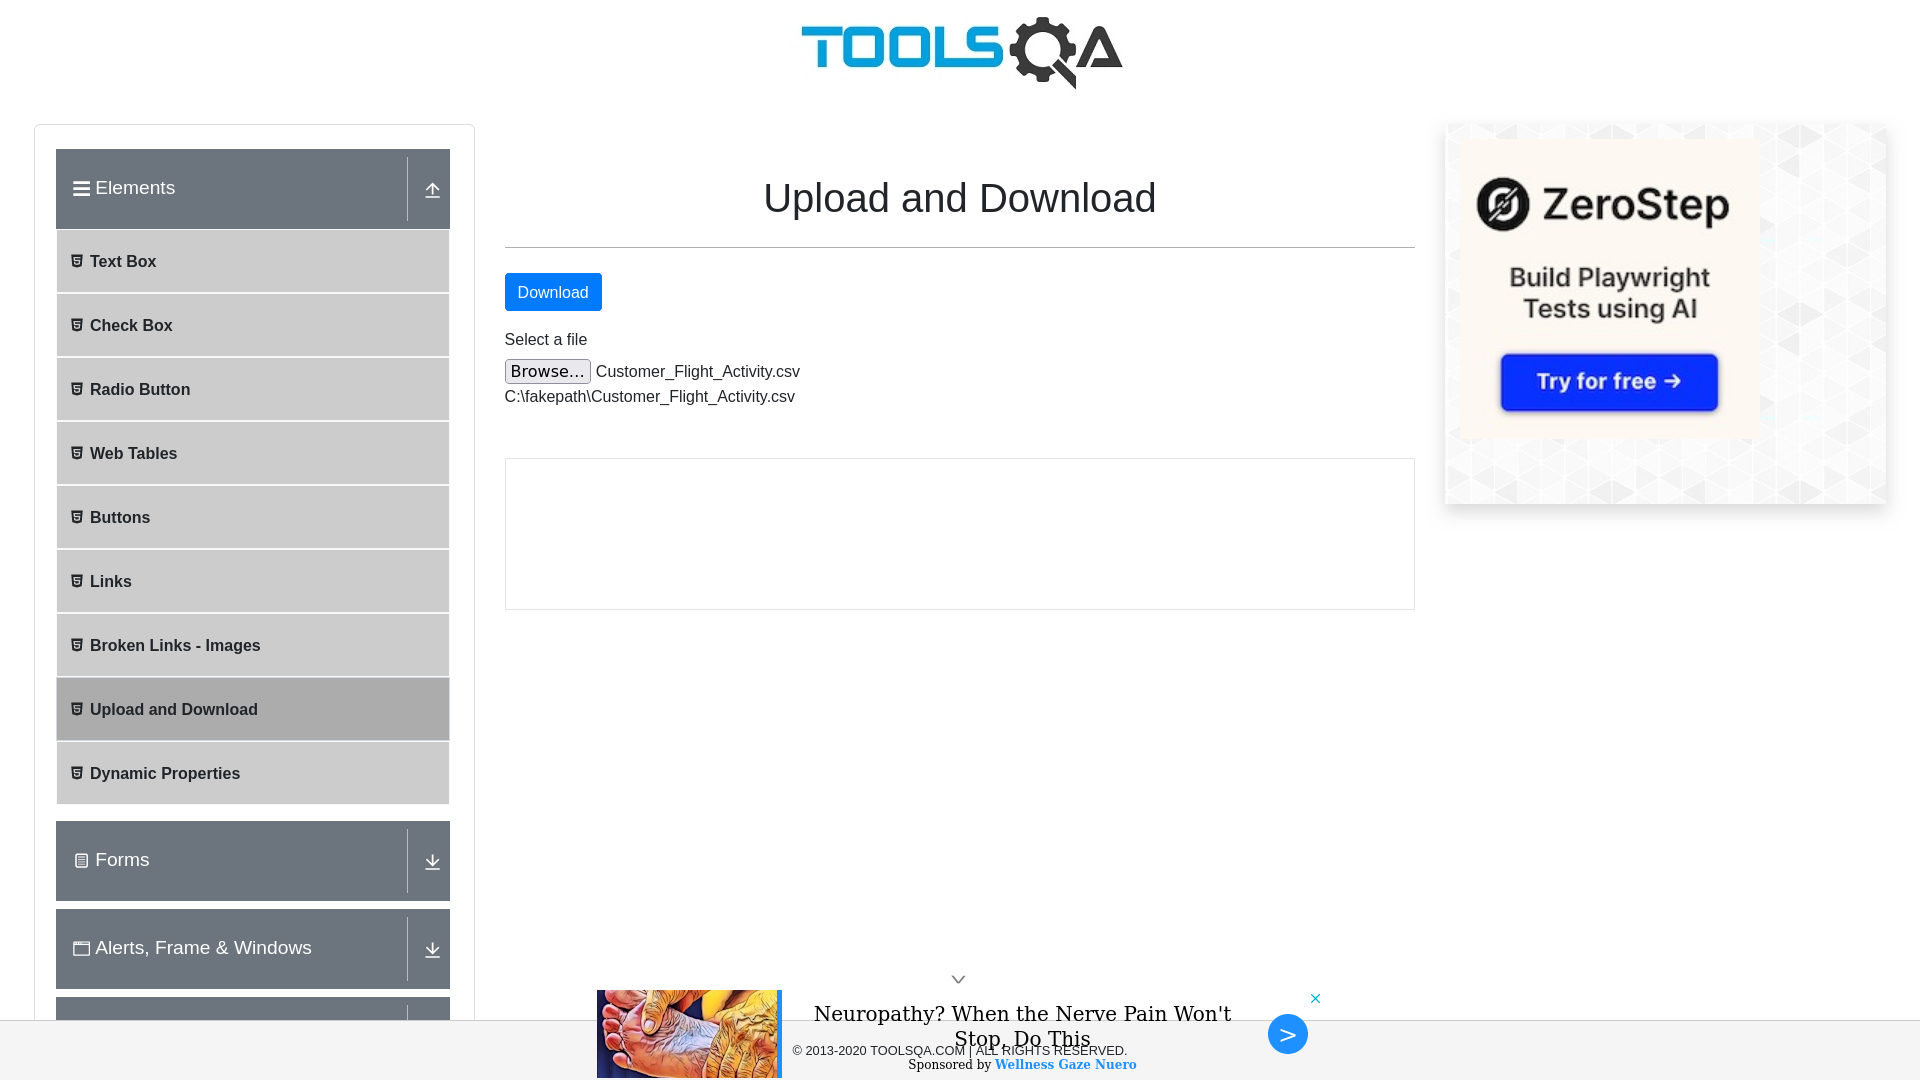 TOOLSQA
Elements
Text Box
Check Box
Radio Button
Web Tables
Buttons
Links
Broken Links - Images
Upload and Download
Dynamic Properties
Forms
Alerts, Frame & Windows
Upload and Download
Download
Select a file
Browse... Customer_Flight_Activity.csv
C:\fakepath\Customer_Flight_Activity.csv
ZeroStep
Build Playwright
Tests using AI
Try for free →
Neuropathy? When the Nerve Pain Won't
Stop, Do This
© 2013-2020 TOOLSQA.COM | ALL RIGHTS RESERVED.
Sponsored by Wellness Gaze Nuero